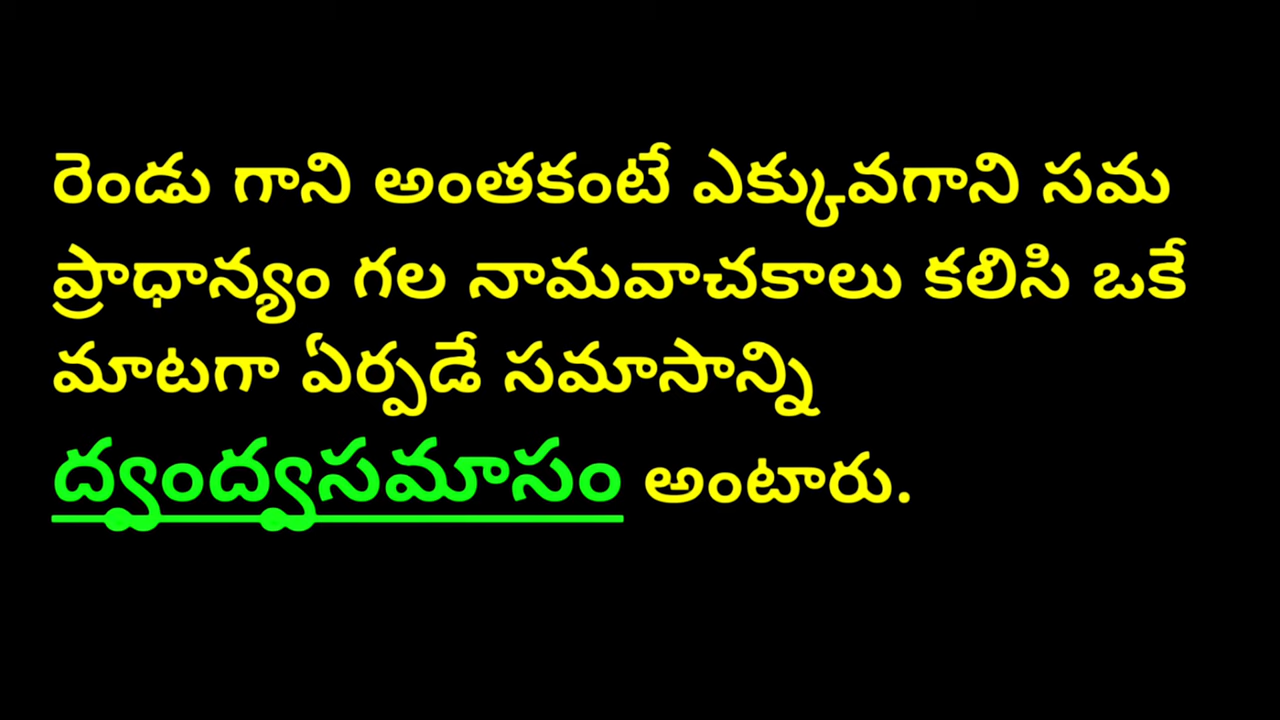 రెండు గాని అంతకంటే ఎక్కువగాని సమ
ప్రాధాన్యం గల నామవాచకాలు కలిసి ఒకే
మాటగా ఏర్పడే సమాసాన్ని
ద్వంద్వసమాసం అంటారు.